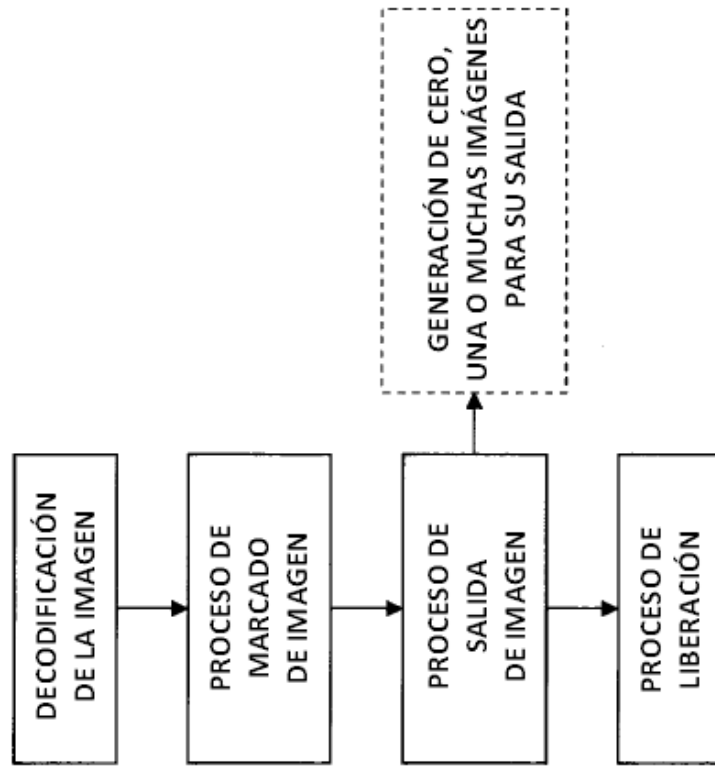 DECODIFICACIÓN
DE LA IMAGEN
PROCESO DE
MARCADO
DE IMAGEN
PROCESO DE
SALIDA
DE IMAGEN
GENERACIÓN DE CERO,
UNA O MUCHAS IMÁGENES
PARA SU SALIDA
PROCESO DE
LIBERACIÓN